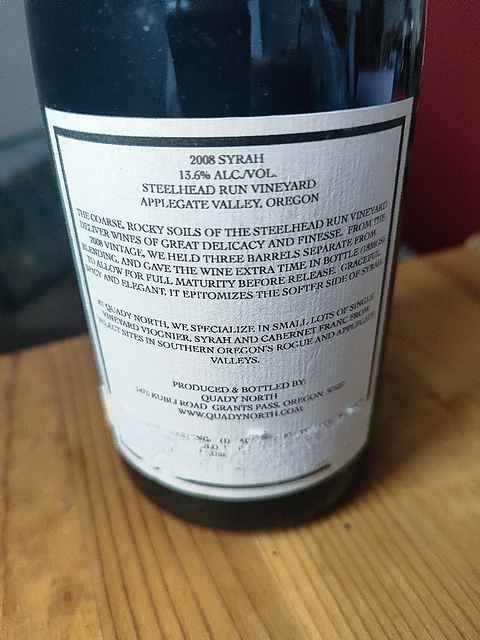 2008 SYRAH
13.6% ALC./VOL.
STEELHEAD RUN VINEYARD
APPLEGATE VALLEY, OREGON
THE COARSE, ROCKY SOILS OF THE STEELHEAD RUN VINEYARD
DELIVER WINES OF GREAT DELICACY AND FINESSE. FROM THE
2008 VINTAGE, WE HELD THREE BARRELS SEPARATE FROM
BLENDING, AND GAVE THE WINE EXTRA TIME IN BOTTLE (18MOS)
TO ALLOW FOR FULL MATURITY BEFORE RELEASE. GRACEFUL,
SPICY AND ELEGANT, IT EPITOMIZES THE SOFTER SIDE OF SYRAH.
AT QUADY NORTH, WE SPECIALIZE IN SMALL LOTS OF SINGLE
VINEYARD VIOGNIER, SYRAH AND CABERNET FRANC FROM
SELECT SITES IN SOUTHERN OREGON'S ROGUE AND APPLEGATE
VALLEYS.
PRODUCED & BOTTLED BY:
QUADY NORTH
KUBLI ROAD GRANTS PASS, OREGON
WWW.QUADYNORTH.COM